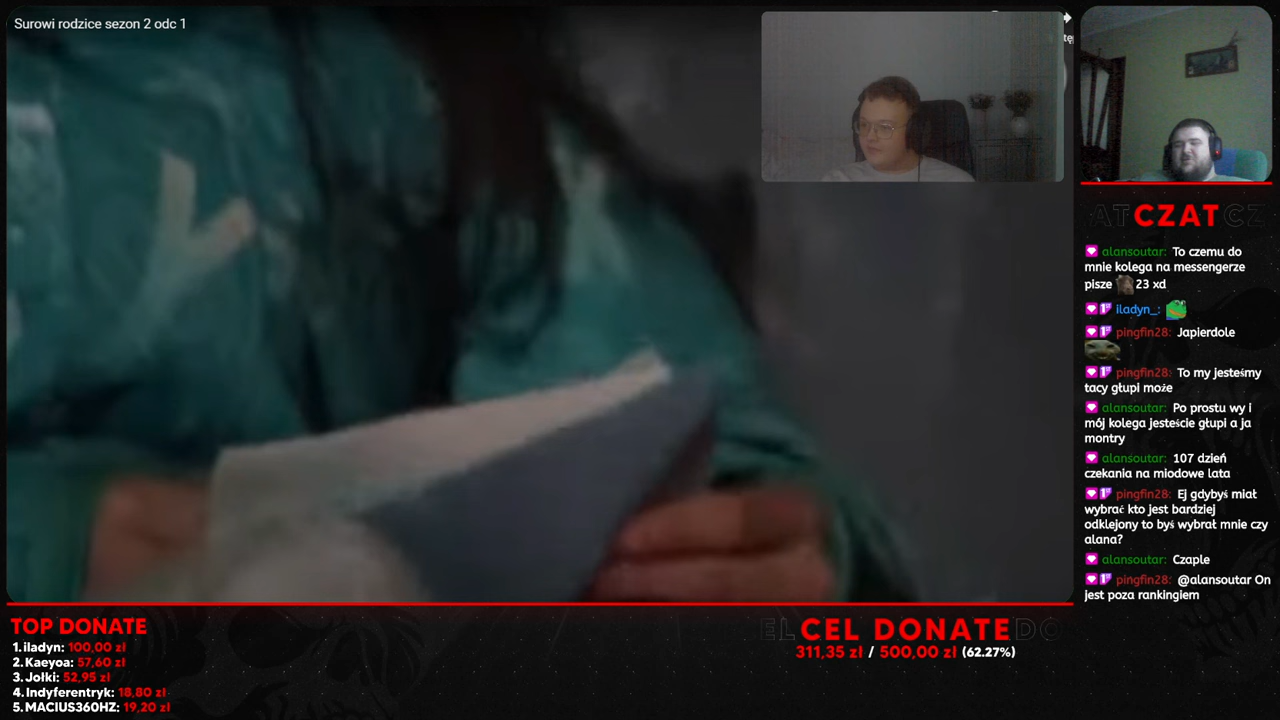 Surowi rodzice sezon 2 odc 1
CZAT
alansoutar: To czemu do
mnie kolega na messengerze
pisze 23 xd
iladyn_:
pingfin28: Japierdole
pingfin28: To my jesteśmy
tacy głupi może
alansoutar: Po prostu wy i
mój kolega jesteście głupi a ja
montry
alansoutar: 107 dzień
czekania na miodowe lata
pingfin28: Ej gdybyś miał
wybrać kto jest bardziej
odklejony to byś wybrał mnie czy
alana?
alansoutar: Czaple
pingfin28: @alansoutar On
jest poza rankingiem
TOP DONATE
1. iladyn: 100,00 zł
2. Kaeyoa: 57,60 zł
3. Jołki: 52,95 zł
4. Indyferentryk: 18,80 zł
5. MACIUS360HZ: 19,20 zł
CEL DONATE
311,35 zł / 500,00 zł (62.27%)